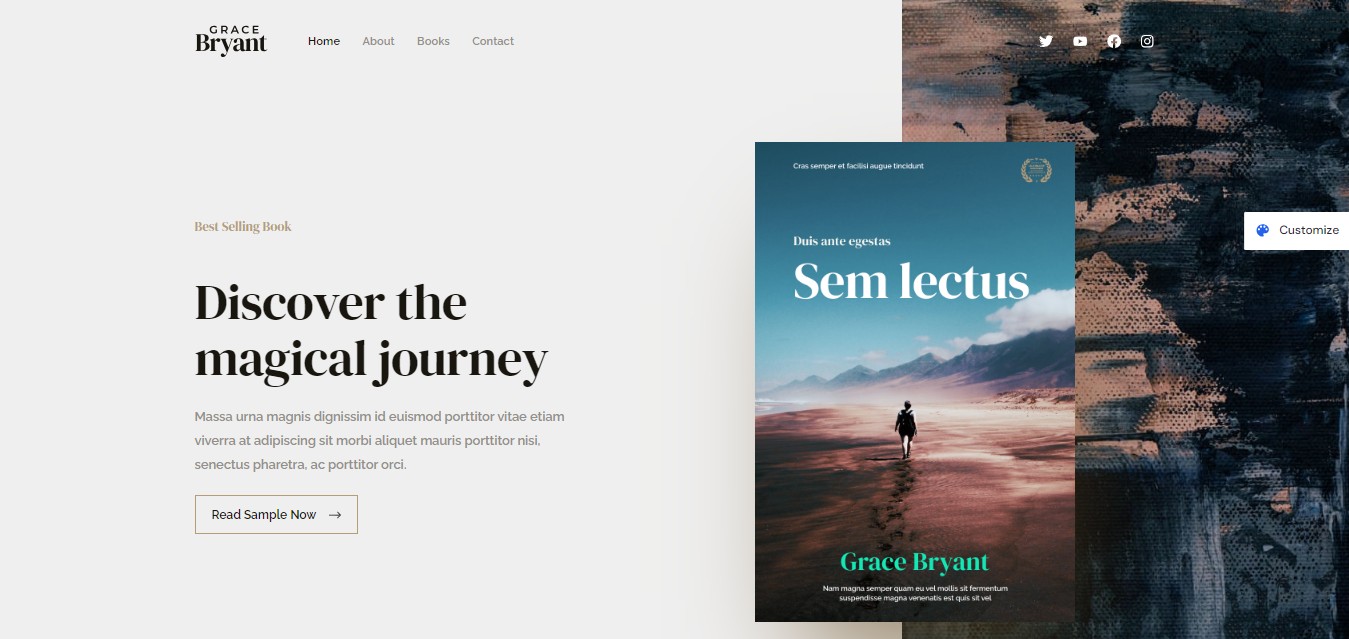 GRACE
Bryant
Home About Books Contact
Best Selling Book
Discover the
magical journey
Massa urna magnis dignissim id euismod porttitor vitae etiam
viverra at adipiscing sit morbi aliquet mauris porttitor nisi,
senectus pharetra, ac porttitor orci.
Read Sample Now →
Cras semper et facilisi augue tincidunt
Duis ante egestas
Sem lectus
Grace Bryant
Nam magna semper quam eu vel mollis sit fermentum
suspendisse magna venenatis est quis sit vel
Customize